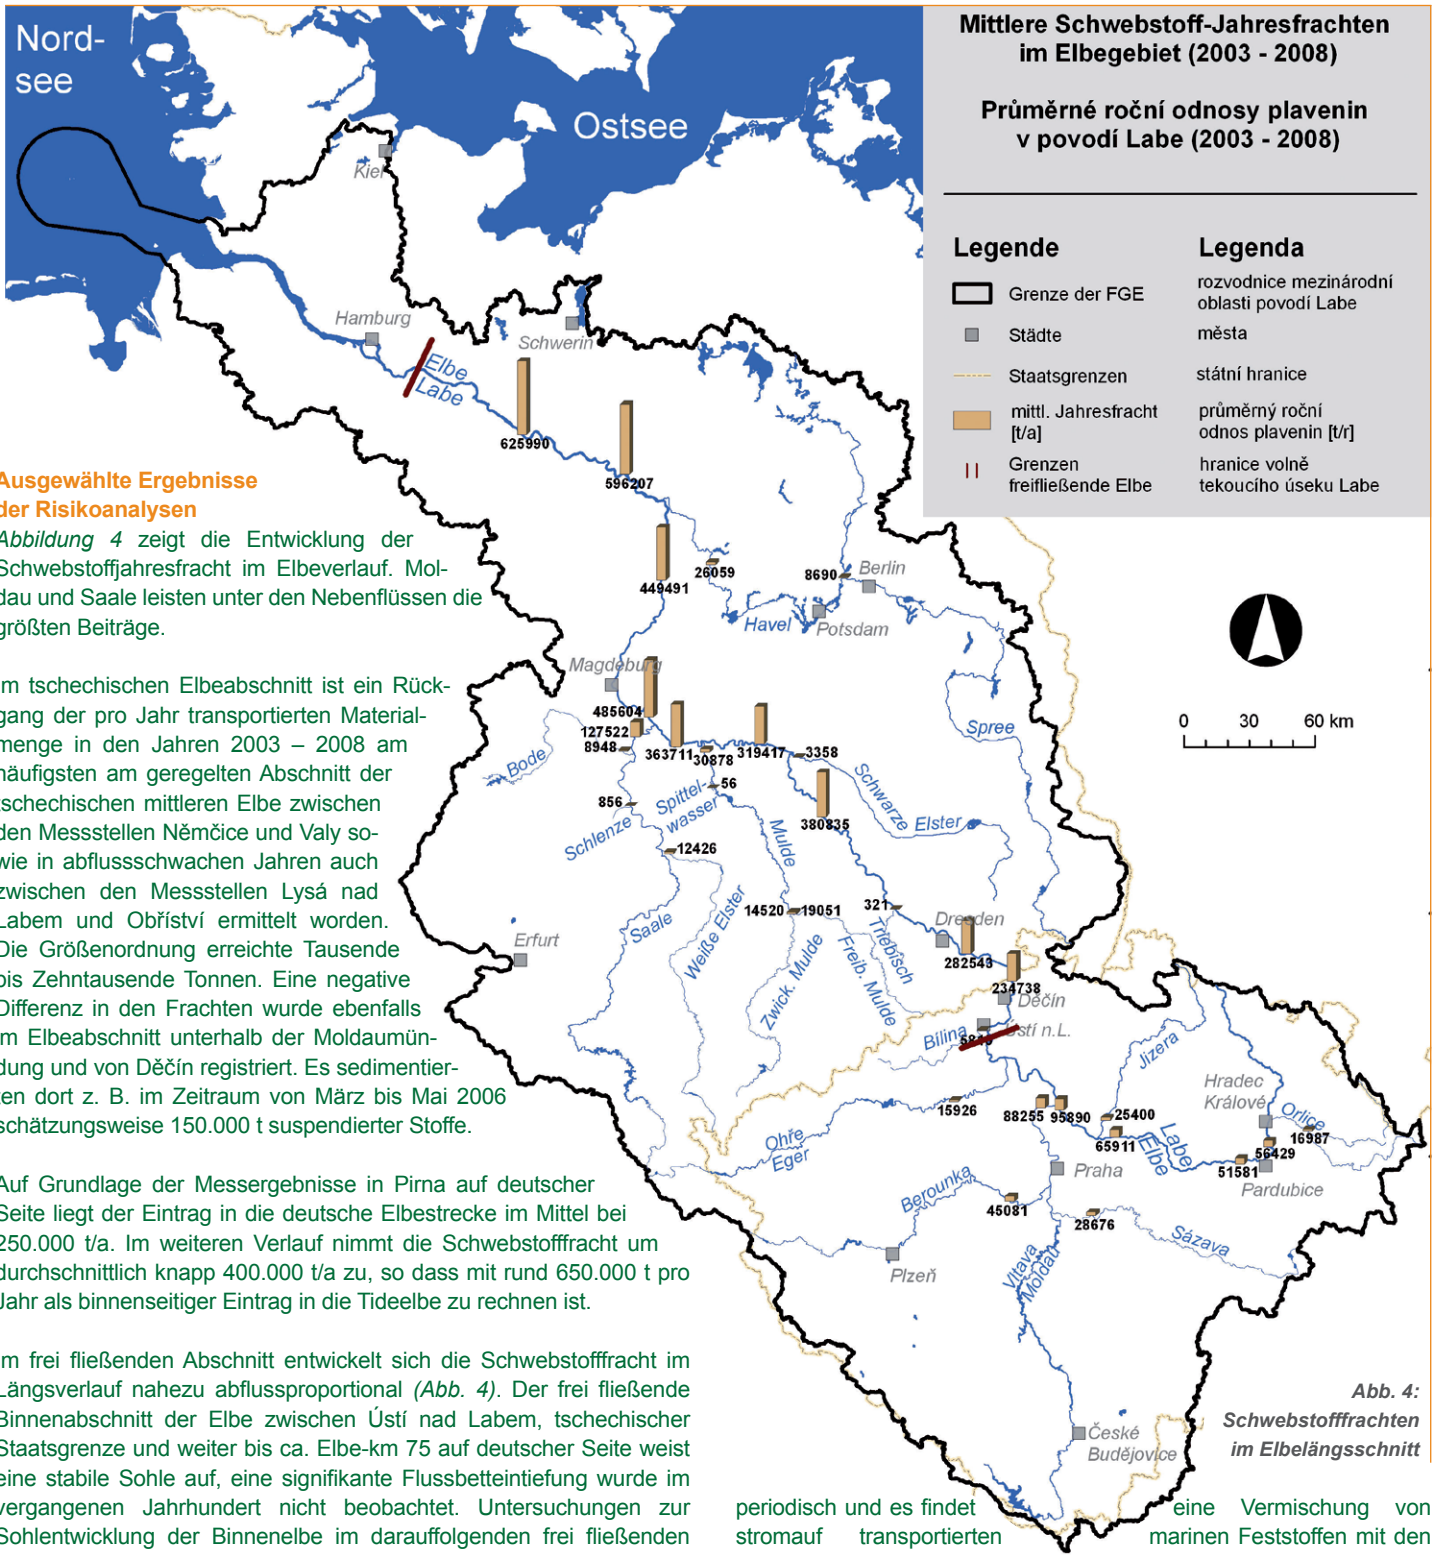 Mittlere Schwebstoff-Jahresfrachten
im Elbegebiet (2003 - 2008)
Průměrné roční odnosy plavenin
v povodí Labe (2003 - 2008)
Legende
Legenda
Grenze der FGE
rozvodnice mezinárodní
oblasti povodí Labe
Städte
města
Staatsgrenzen
státní hranice
mittl. Jahresfracht
[t/a]
průměrný roční
odnos plavenin [t/r]
Grenzen
freifließende Elbe
hranice volně
tekoucího úseku Labe
Nord-
see
Ostsee
Kiel
Hamburg
Schwerin
Elbe
Labe
625990
596207
449491
26059
8690
Berlin
Havel
Potsdam
Magdeburg
485604
127522
8948
363711
30878
319417
3358
Bode
Spree
0 30 60 km
856
Spittel-
wasser
56
380835
Schwarze Elster
Schlenze
Mulde
12426
14520
19051
321
Saale
Weiße Elster
Zwick. Mulde
Freib. Mulde
Triebisch
Dresden
Erfurt
282543
234738
Děčín
Bílina
Ústí n.L.
Jizera
Hradec
Králové
Orlice
16987
15926
88255
95890
25400
65911
Labe
Elbe
51581
56429
Pardubice
Ohře
Eger
Praha
Berounka
45081
28676
Sázava
Plzeň
Vltava
Moldau
České
Budějovice
Ausgewählte Ergebnisse
der Risikoanalysen
Abbildung 4 zeigt die Entwicklung der
Schwebstoffjahresfracht im Elbeverlauf. Mol-
dau und Saale leisten unter den Nebenflüssen die
größten Beiträge.
m tschechischen Elbeabschnitt ist ein Rück-
gang der pro Jahr transportierten Material-
menge in den Jahren 2003 – 2008 am
häufigsten am geregelten Abschnitt der
tschechischen mittleren Elbe zwischen
den Messstellen Němčice und Valy so-
wie in abflussschwachen Jahren auch
zwischen den Messstellen Lysá nad
Labem und Obříství ermittelt worden.
Die Größenordnung erreichte Tausende
bis Zehntausende Tonnen. Eine negative
Differenz in den Frachten wurde ebenfalls
m Elbeabschnitt unterhalb der Moldaumün-
dung und von Děčín registriert. Es sedimentier-
ten dort z. B. im Zeitraum von März bis Mai 2006
schätzungsweise 150.000 t suspendierter Stoffe.
Auf Grundlage der Messergebnisse in Pirna auf deutscher
Seite liegt der Eintrag in die deutsche Elbestrecke im Mittel bei
250.000 t/a. Im weiteren Verlauf nimmt die Schwebstofffracht um
durchschnittlich knapp 400.000 t/a zu, so dass mit rund 650.000 t pro
Jahr als binnenseitiger Eintrag in die Tideelbe zu rechnen ist.
m frei fließenden Abschnitt entwickelt sich die Schwebstofffracht im
Längsverlauf nahezu abflussproportional (Abb. 4). Der frei fließende
Binnenabschnitt der Elbe zwischen Ústí nad Labem, tschechischer
Staatsgrenze und weiter bis ca. Elbe-km 75 auf deutscher Seite weist
eine stabile Sohle auf, eine signifikante Flussbetteintiefung wurde im
vergangenen Jahrhundert nicht beobachtet. Untersuchungen zur
Sohlentwicklung der Binnenelbe im darauffolgenden frei fließenden
Abb. 4:
Schwebstofffrachten
im Elbelängsschnitt
periodisch und es findet eine Vermischung von
stromauf transportierten marinen Feststoffen mit den